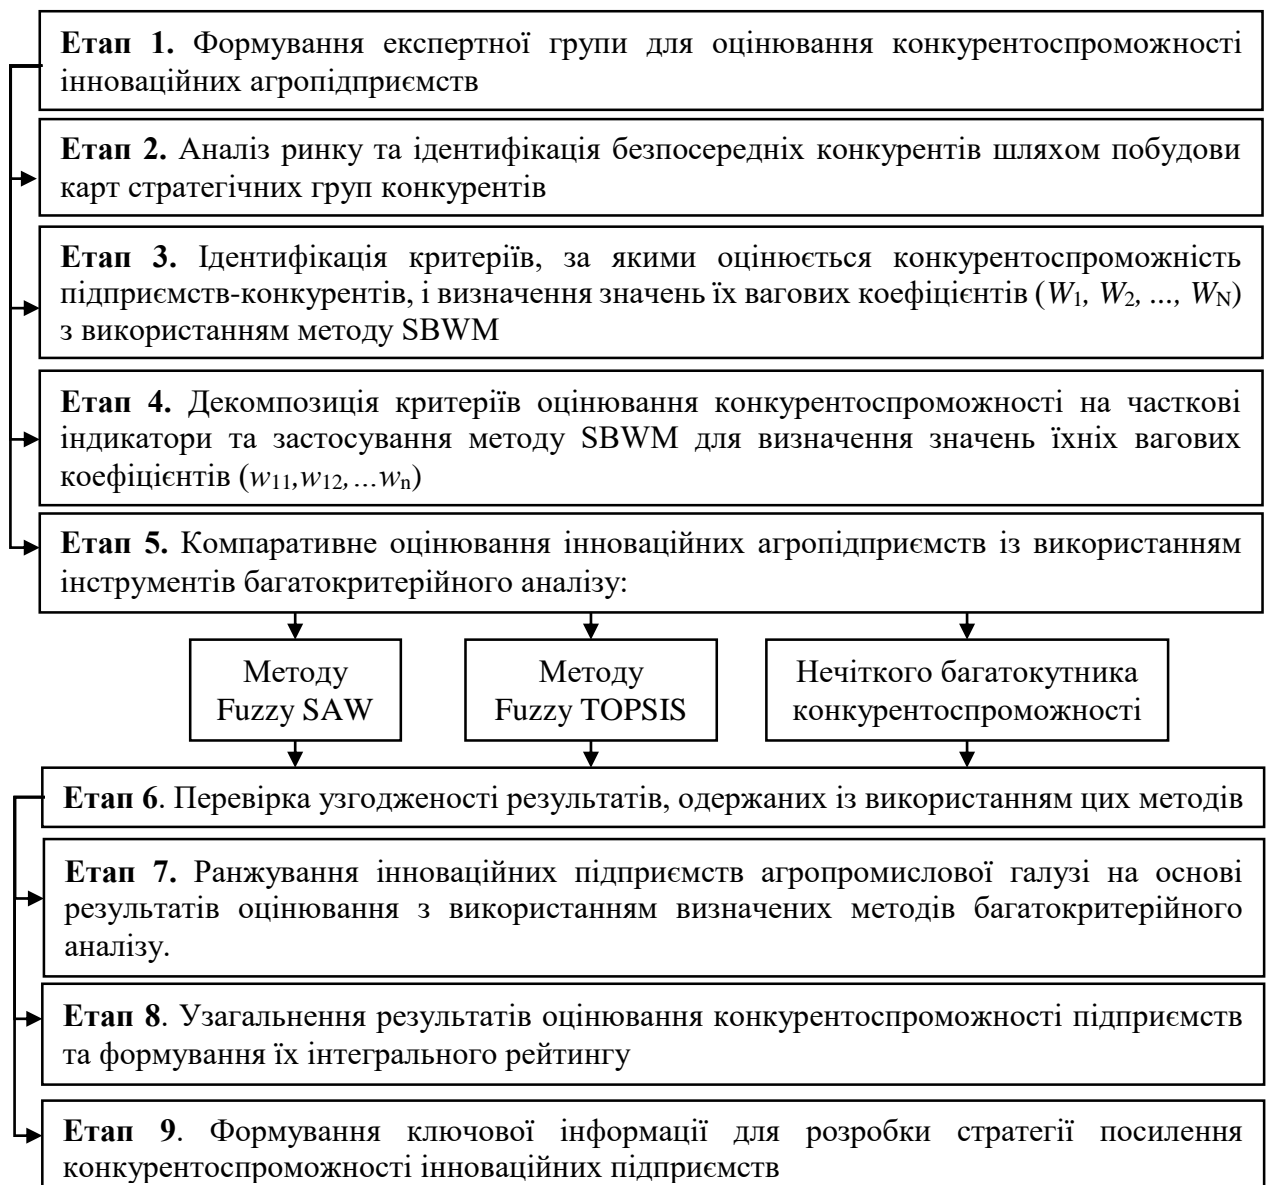 Етап 1. Формування експертної групи для оцінювання конкурентоспроможності
інноваційних агропідприємств
Етап 2. Аналіз ринку та ідентифікація безпосередніх конкурентів шляхом побудови
карт стратегічних груп конкурентів
Етап 3. Ідентифікація критеріїв, за якими оцінюється конкурентоспроможність
підприємств-конкурентів, і визначення значень їх вагових коефіцієнтів (W₁, W₂, ..., W_N)
з використанням методу SBWM
Етап 4. Декомпозиція критеріїв оцінювання конкурентоспроможності на часткові
індикатори та застосування методу SBWM для визначення значень їхніх вагових
коефіцієнтів (w₁₁,w₁₂,...wₙ)
Етап 5. Компаративне оцінювання інноваційних агропідприємств із використанням
інструментів багатокритерійного аналізу:
Методу
Fuzzy SAW
Методу
Fuzzy TOPSIS
Нечіткого багатокутника
конкурентоспроможності
Етап 6. Перевірка узгодженості результатів, одержаних із використанням цих методів
Етап 7. Ранжування інноваційних підприємств агропромислової галузі на основі
результатів оцінювання з використанням визначених методів багатокритерійного
аналізу.
Етап 8. Узагальнення результатів оцінювання конкурентоспроможності підприємств
та формування їх інтегрального рейтингу
Етап 9. Формування ключової інформації для розробки стратегії посилення
конкурентоспроможності інноваційних підприємств